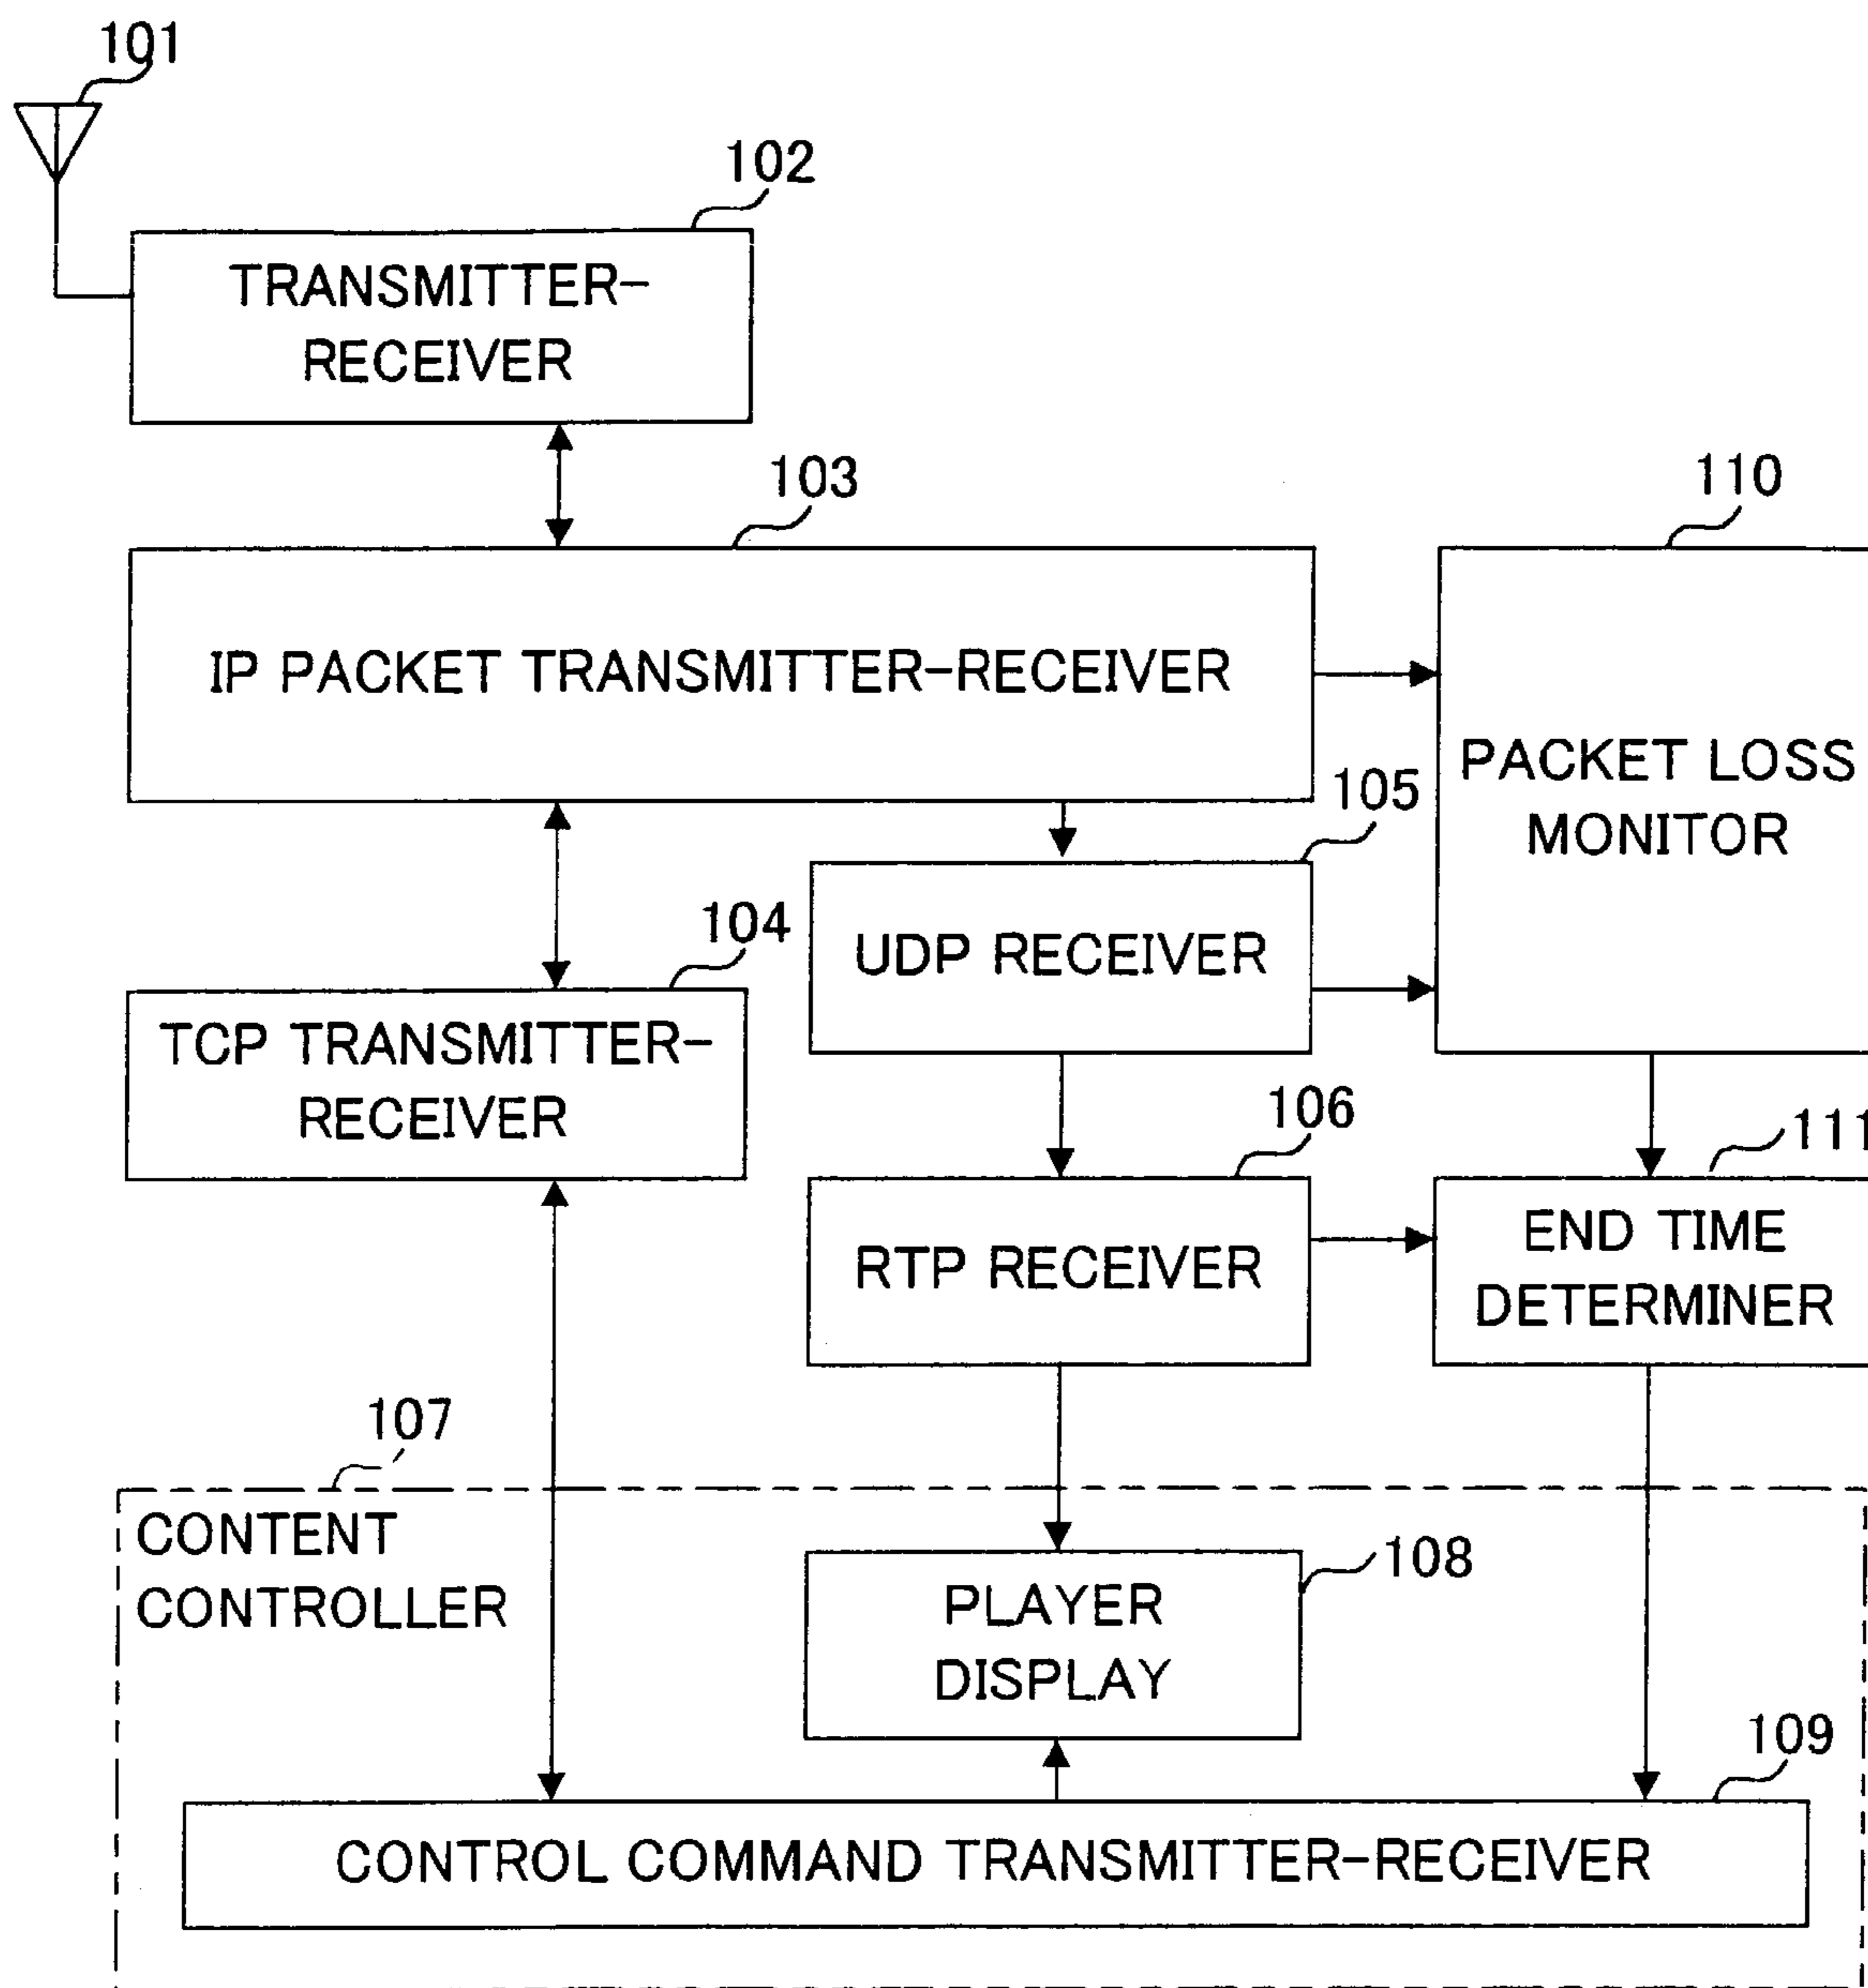 101
102
TRANSMITTER-
RECEIVER
103
110
IP PACKET TRANSMITTER-RECEIVER
PACKET LOSS
MONITOR
105
104
UDP RECEIVER
TCP TRANSMITTER-
RECEIVER
106
111
RTP RECEIVER
END TIME
DETERMINER
107
CONTENT
CONTROLLER
108
PLAYER
DISPLAY
109
CONTROL COMMAND TRANSMITTER-RECEIVER